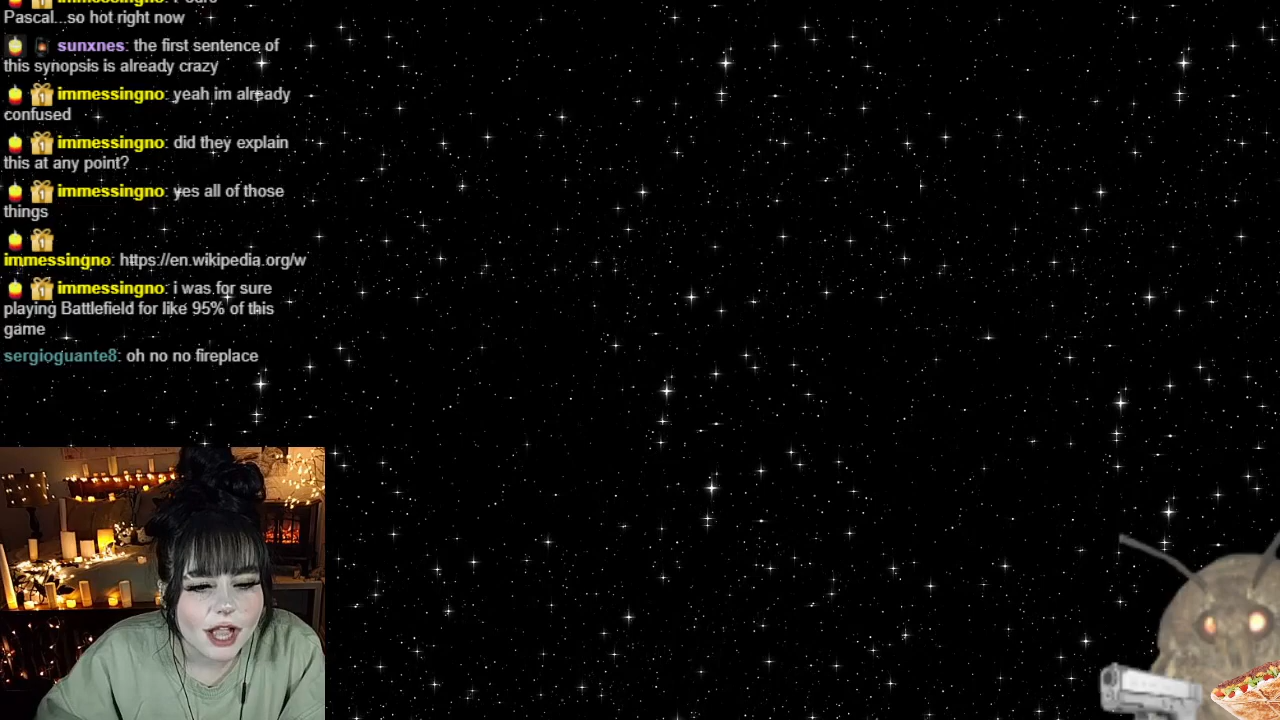 Pascal...so hot right now
sunxnes: the first sentence of
this synopsis is already crazy
immessingno: yeah im already
confused
immessingno: did they explain
this at any point?
immessingno: yes all of those
things
immessingno: https://en.wikipedia.org/w
immessingno: i was for sure
playing Battlefield for like 95% of this
game
sergioguante8: oh no no fireplace